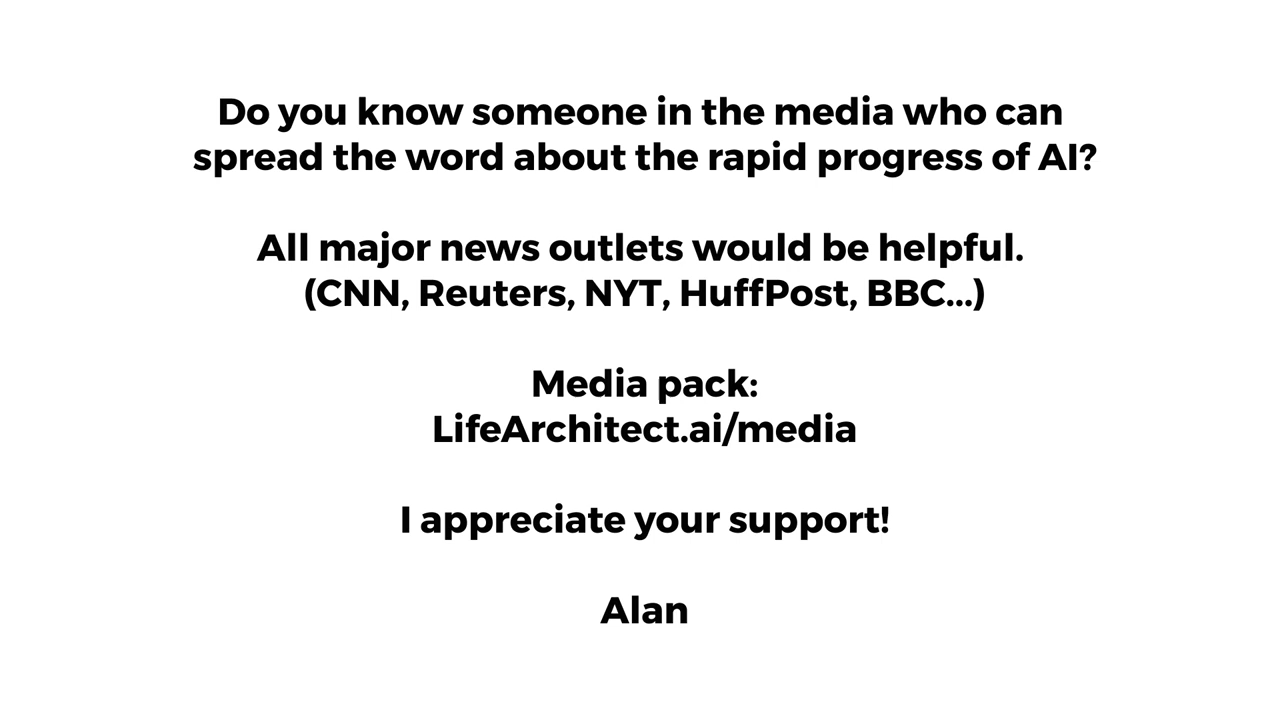 Do you know someone in the media who can
spread the word about the rapid progress of AI?
All major news outlets would be helpful.
(CNN, Reuters, NYT, HuffPost, BBC...)
Media pack:
LifeArchitect.ai/media
I appreciate your support!
Alan